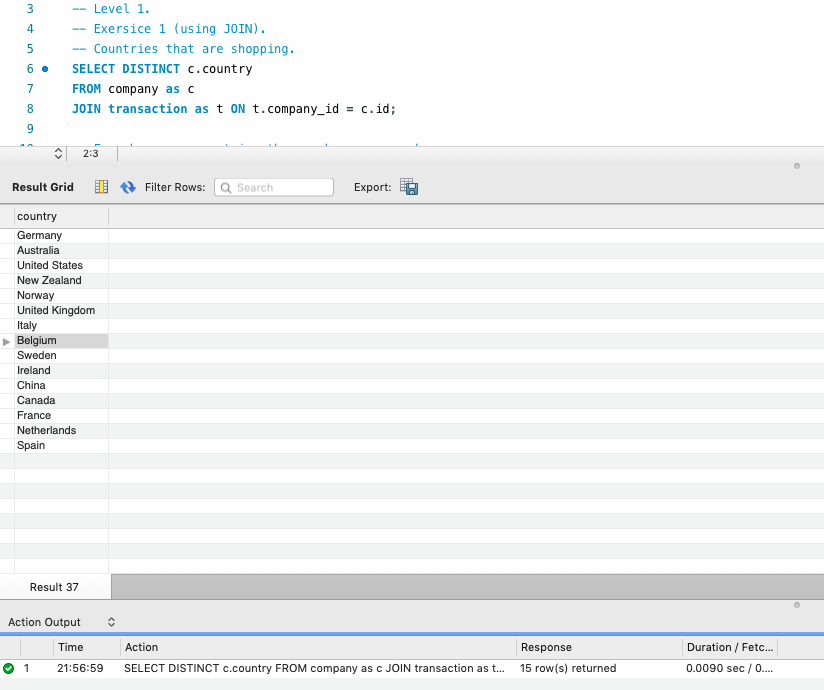 3 -- Level 1.
4 -- Exersice 1 (using JOIN).
5 -- Countries that are shopping.
6 SELECT DISTINCT c.country
7 FROM company as c
8 JOIN transaction as t ON t.company_id = c.id;
9
2:3
Result Grid Filter Rows: Search Export:
country
Germany
Australia
United States
New Zealand
Norway
United Kingdom
Italy
Belgium
Sweden
Ireland
China
Canada
France
Netherlands
Spain
Result 37
Action Output
Time Action Response Duration / Fetc...
1 21:56:59 SELECT DISTINCT c.country FROM company as c JOIN transaction as t... 15 row(s) returned 0.0090 sec / 0....